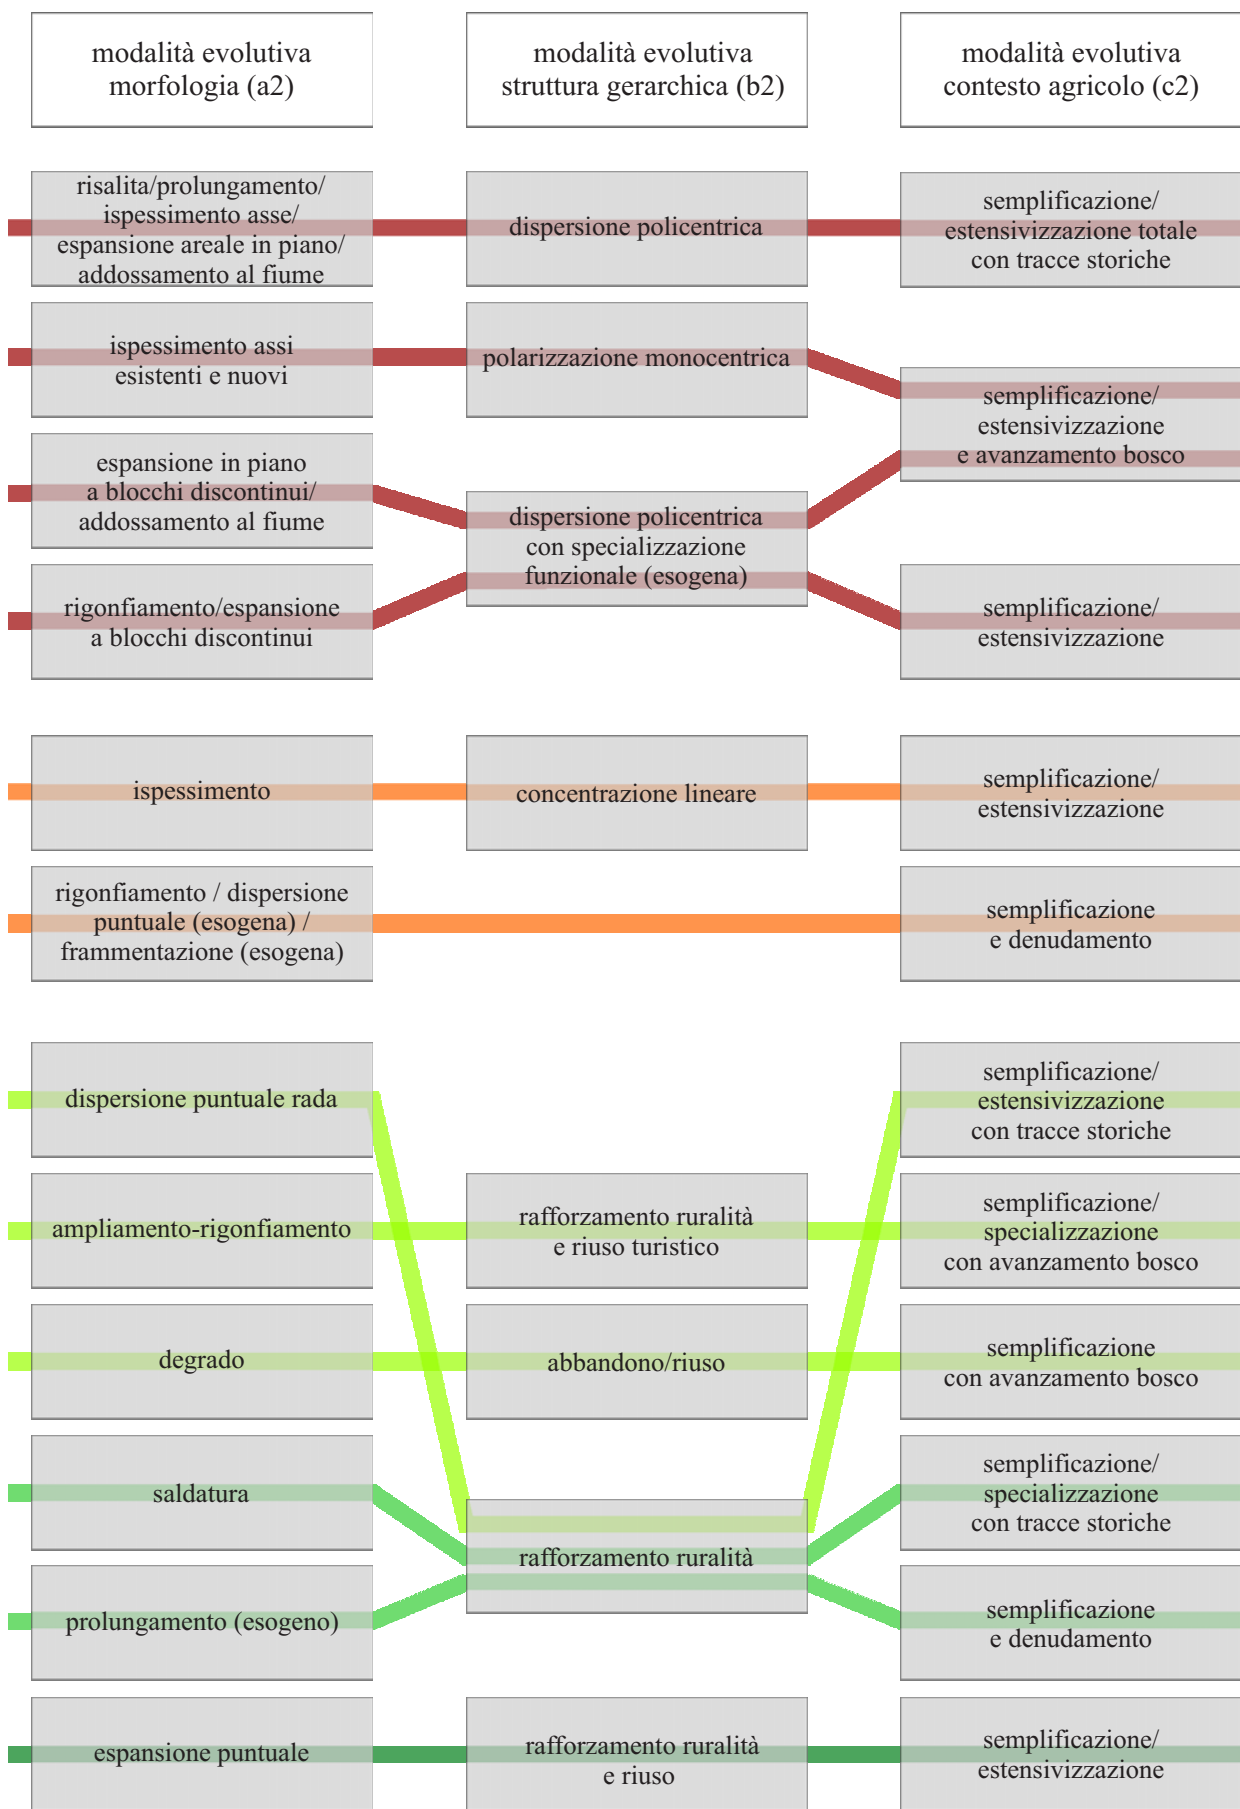 modalità evolutiva
morfologia (a2)
modalità evolutiva
struttura gerarchica (b2)
modalità evolutiva
contesto agricolo (c2)
risalita/prolungamento/
ispessimento asse/
espansione areale in piano/
addossamento al fiume
dispersione policentrica
semplificazione/
estensivizzazione totale
con tracce storiche
ispessimento assi
esistenti e nuovi
polarizzazione monocentrica
semplificazione/
estensivizzazione
e avanzamento bosco
espansione in piano
a blocchi discontinui/
addossamento al fiume
dispersione policentrica
con specializzazione
funzionale (esogena)
rigonfiamento/espansione
a blocchi discontinui
semplificazione/
estensivizzazione
ispessimento
concentrazione lineare
semplificazione/
estensivizzazione
rigonfiamento / dispersione
puntuale (esogena) /
frammentazione (esogena)
semplificazione
e denudamento
dispersione puntuale rada
semplificazione/
estensivizzazione
con tracce storiche
ampliamento-rigonfiamento
rafforzamento ruralità
e riuso turistico
semplificazione/
specializzazione
con avanzamento bosco
degrado
abbandono/riuso
semplificazione
con avanzamento bosco
saldatura
rafforzamento ruralità
semplificazione/
specializzazione
con tracce storiche
prolungamento (esogeno)
semplificazione
e denudamento
espansione puntuale
rafforzamento ruralità
e riuso
semplificazione/
estensivizzazione